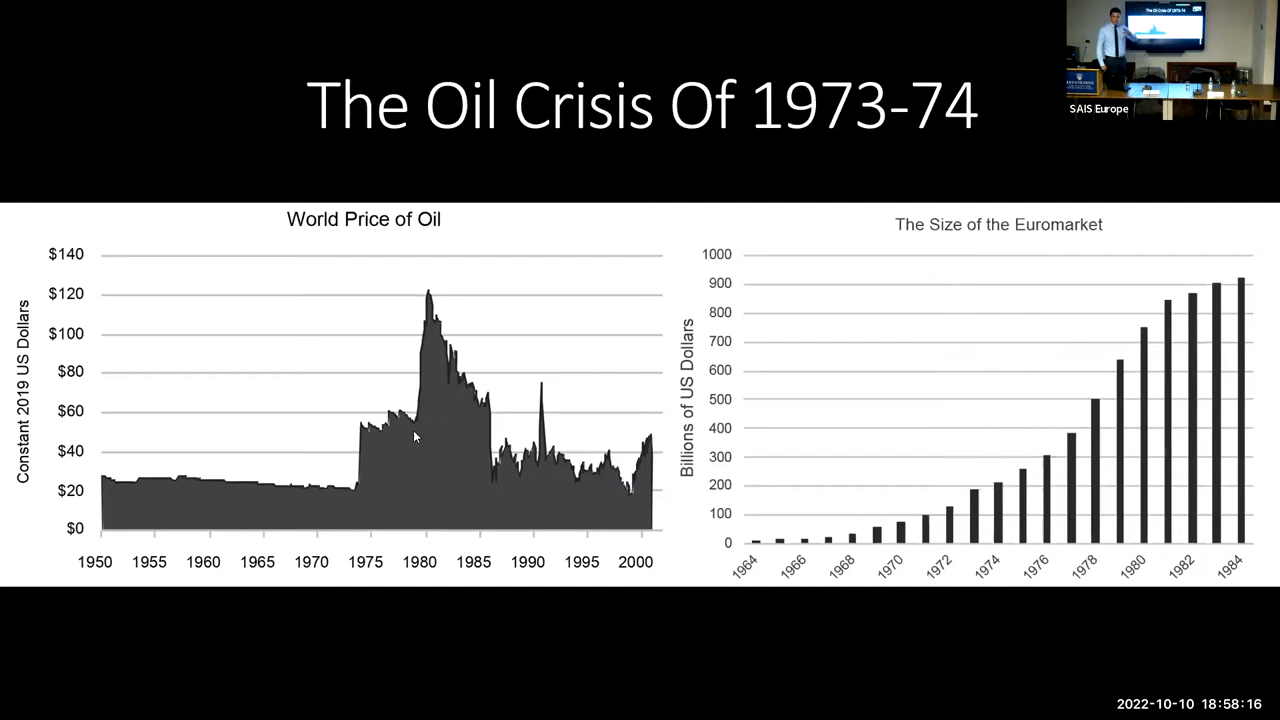 The Oil Crisis Of 1973-74
The Oil Crisis Of 1973-74
SAIS Europe
World Price of Oil
Constant 2019 US Dollars
$140
$120
$100
$80
$60
$40
$20
$0
1950 1955 1960 1965 1970 1975 1980 1985 1990 1995 2000
The Size of the Euromarket
Billions of US Dollars
1000
900
800
700
600
500
400
300
200
100
0
1964 1966 1968 1970 1972 1974 1976 1978 1980 1982 1984
2022-10-10 18:58:16